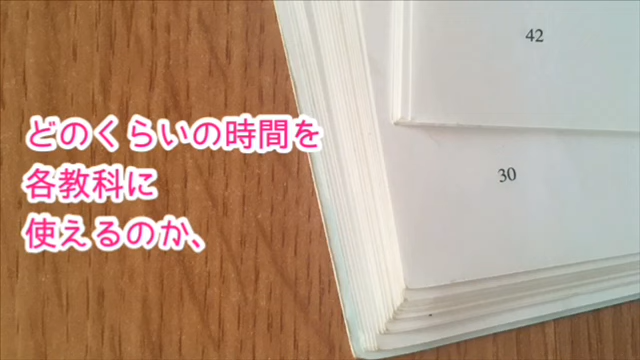 どのくらいの時間を
各教科に
使えるのか、
42
30